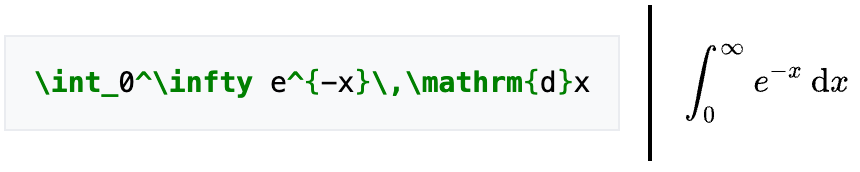 \int_0^\infty e^{-x}\,\mathrm{d}x
∫₀^∞ e^{−x} dx